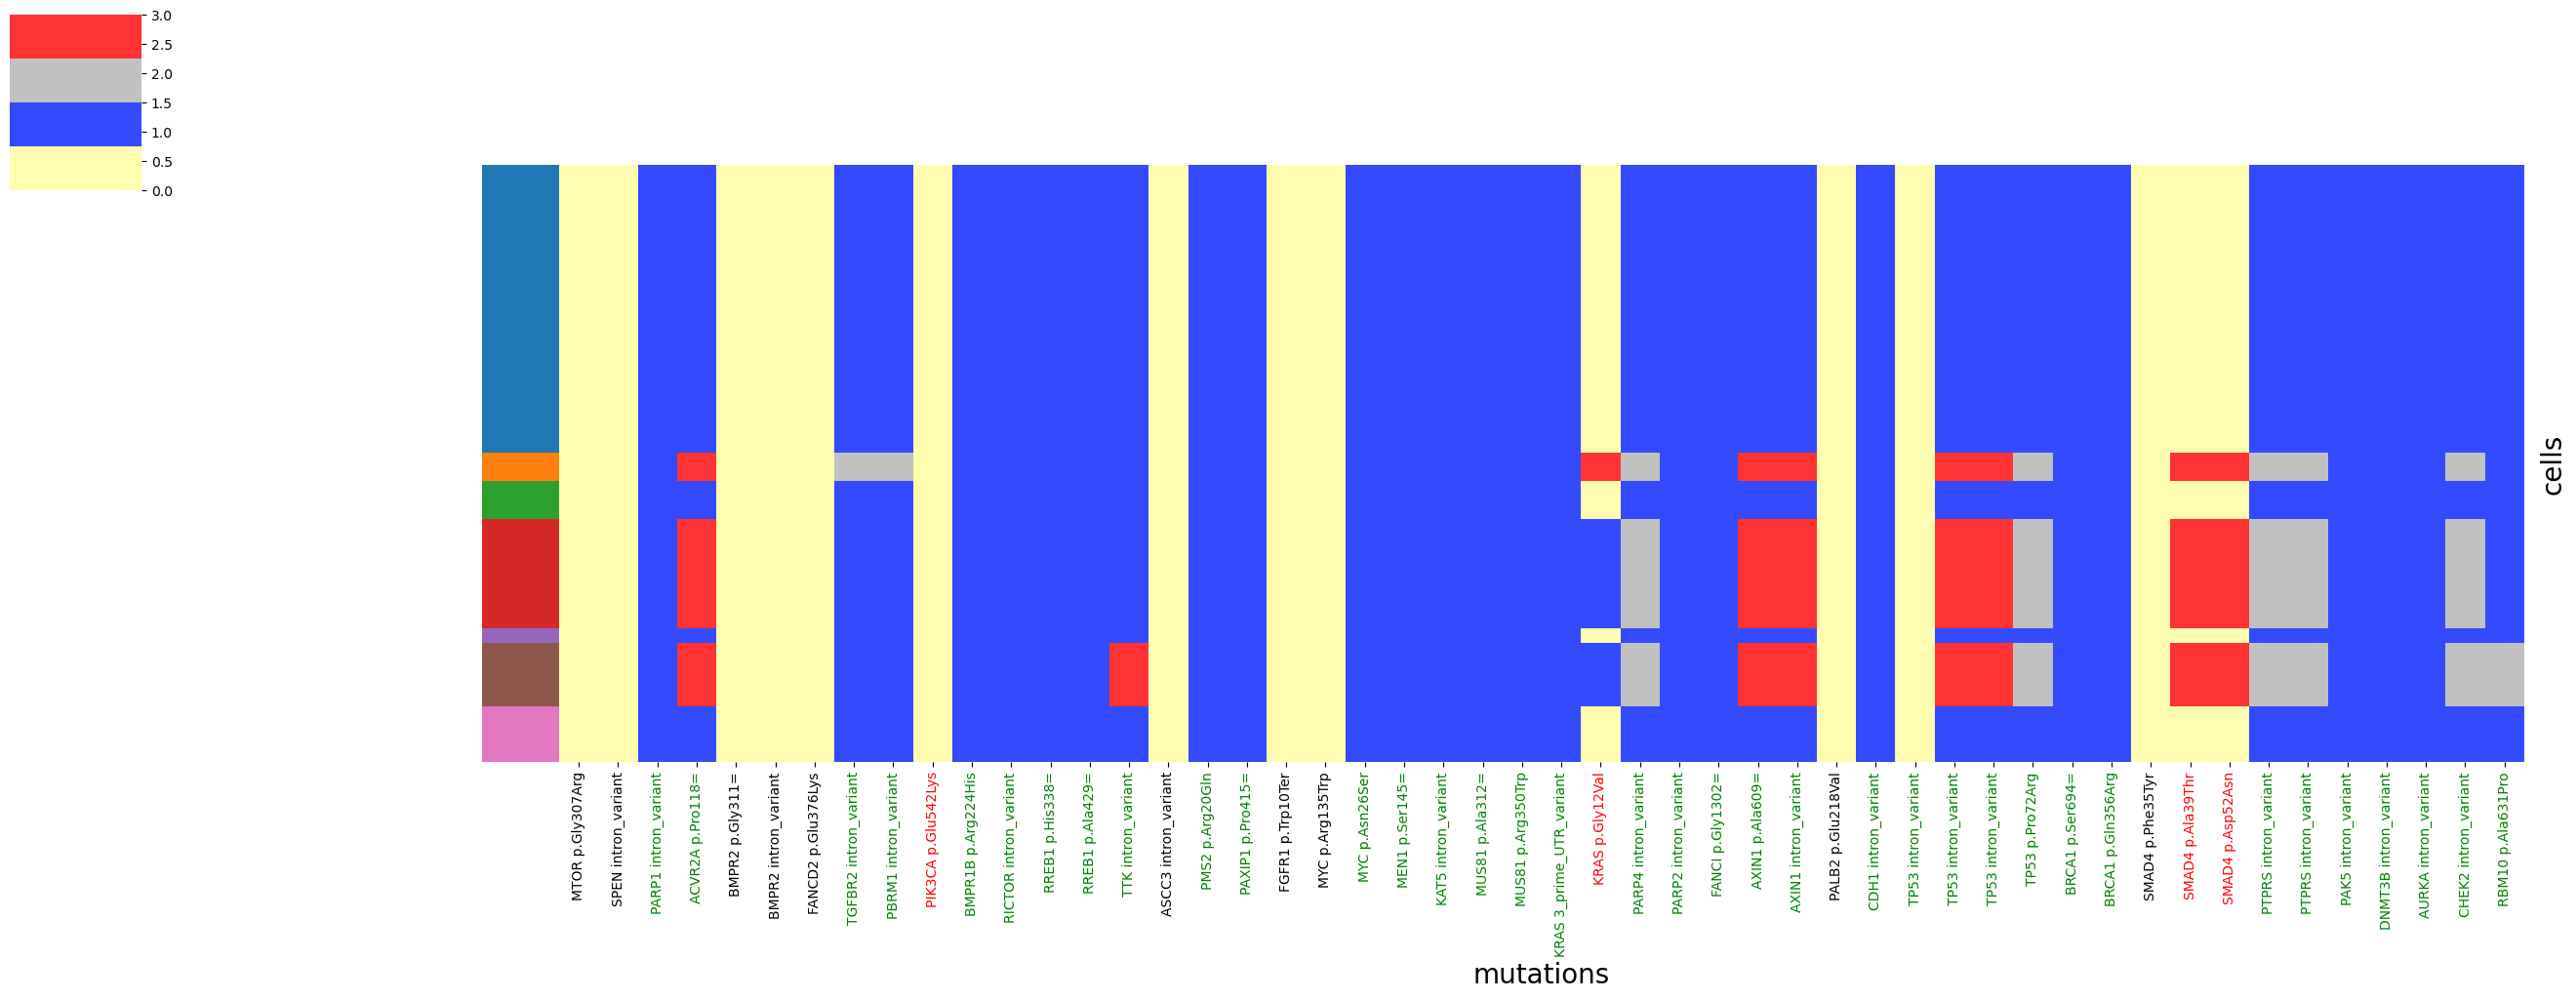 3.0
2.5
2.0
1.5
1.0
0.5
0.0
cells
MTOR p.Gly307Arg
SPEN intron_variant
PARP1 intron_variant
ACVR2A p.Pro118=
BMPR2 p.Gly311=
BMPR2 intron_variant
FANCD2 p.Glu376Lys
TGFBR2 intron_variant
PBRM1 intron_variant
PIK3CA p.Glu542Lys
BMPR1B p.Arg224His
RICTOR intron_variant
RREB1 p.His338=
RREB1 p.Ala429=
TTK intron_variant
ASCC3 intron_variant
PMS2 p.Arg20Gln
PAXIP1 p.Pro415=
FGFR1 p.Trp10Ter
MYC p.Arg135Trp
MYC p.Asn26Ser
MEN1 p.Ser145=
KAT5 intron_variant
MUS81 p.Ala312=
MUS81 p.Arg350Trp
KRAS 3_prime_UTR_variant
KRAS p.Gly12Val
PARP4 intron_variant
PARP2 intron_variant
FANCI p.Gly1302=
AXIN1 p.Ala609=
AXIN1 intron_variant
PALB2 p.Glu218Val
CDH1 intron_variant
TP53 intron_variant
TP53 intron_variant
TP53 intron_variant
TP53 p.Pro72Arg
BRCA1 p.Ser694=
BRCA1 p.Gln356Arg
SMAD4 p.Phe35Tyr
SMAD4 p.Ala39Thr
SMAD4 p.Asp52Asn
PTPRS intron_variant
PTPRS intron_variant
PAK5 intron_variant
DNMT3B intron_variant
AURKA intron_variant
CHEK2 intron_variant
RBM10 p.Ala631Pro
mutations